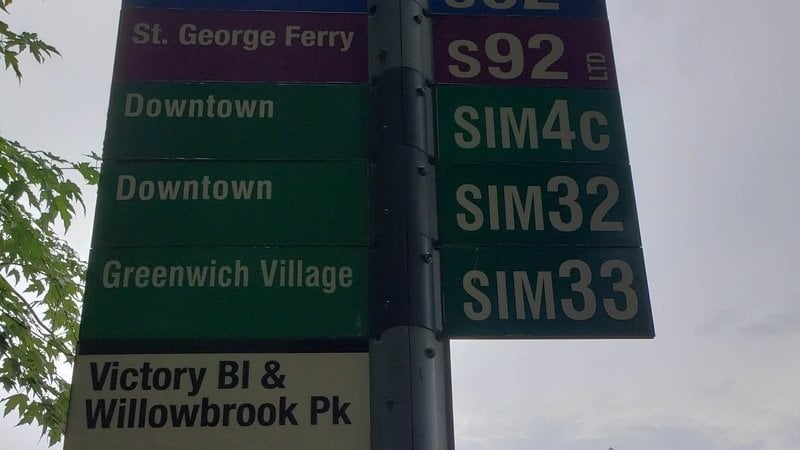 St. George Ferry S92 LTD
Downtown SIM4C
Downtown SIM32
Greenwich Village SIM33
Victory Bl &
Willowbrook Pk